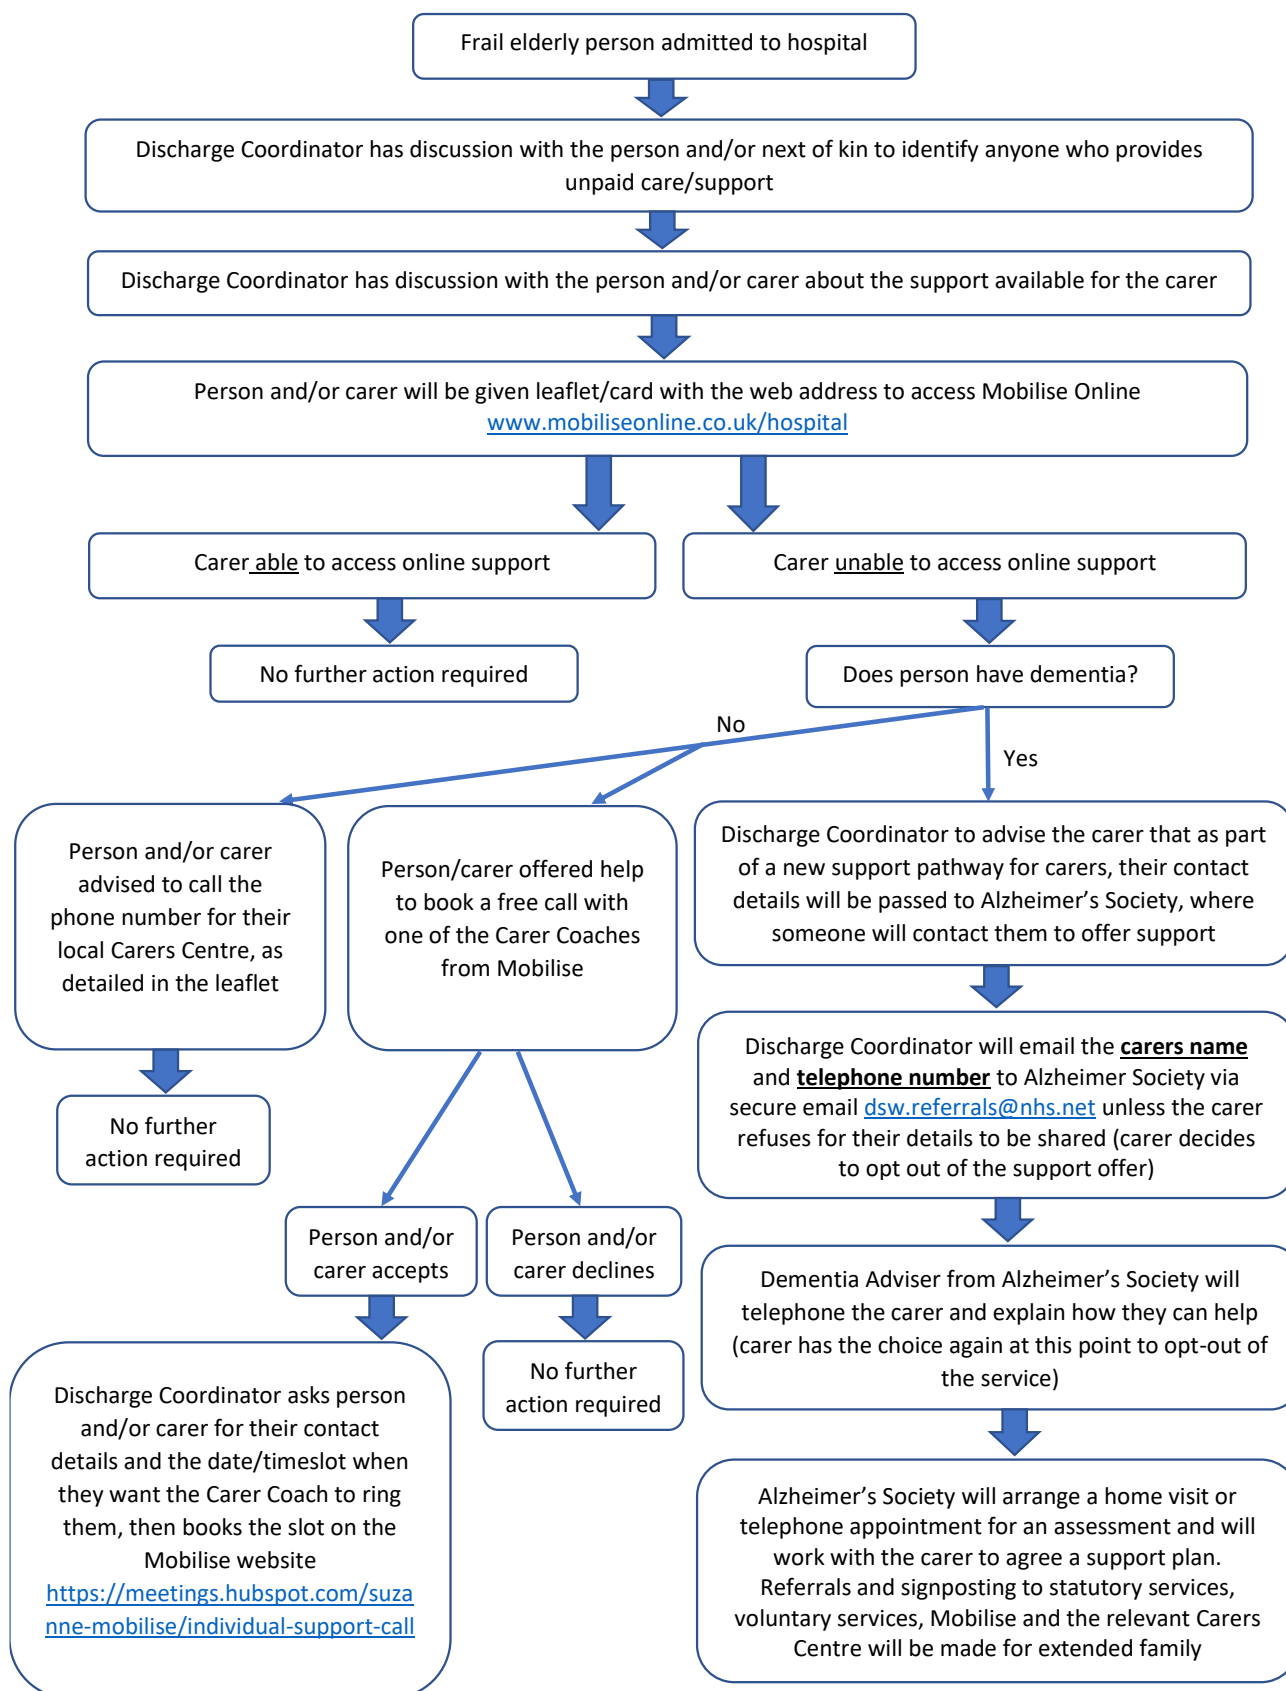 Frail elderly person admitted to hospital
Discharge Coordinator has discussion with the person and/or next of kin to identify anyone who provides
unpaid care/support
Discharge Coordinator has discussion with the person and/or carer about the support available for the carer
Person and/or carer will be given leaflet/card with the web address to access Mobilise Online
www.mobiliseonline.co.uk/hospital
Carer able to access online support
Carer unable to access online support
No further action required
Does person have dementia?
No
Yes
Person and/or carer
advised to call the
phone number for their
local Carers Centre, as
detailed in the leaflet
Person/carer offered help
to book a free call with
one of the Carer Coaches
from Mobilise
Discharge Coordinator to advise the carer that as part
of a new support pathway for carers, their contact
details will be passed to Alzheimer’s Society, where
someone will contact them to offer support
No further
action required
Discharge Coordinator will email the carers name
and telephone number to Alzheimer Society via
secure email dsw.referrals@nhs.net unless the carer
refuses for their details to be shared (carer decides
to opt out of the support offer)
Person and/or
carer accepts
Person and/or
carer declines
Dementia Adviser from Alzheimer’s Society will
telephone the carer and explain how they can help
(carer has the choice again at this point to opt-out of
the service)
No further
action required
Discharge Coordinator asks person
and/or carer for their contact
details and the date/timeslot when
they want the Carer Coach to ring
them, then books the slot on the
Mobilise website
https://meetings.hubspot.com/suza
nne-mobilise/individual-support-call
Alzheimer’s Society will arrange a home visit or
telephone appointment for an assessment and will
work with the carer to agree a support plan.
Referrals and signposting to statutory services,
voluntary services, Mobilise and the relevant Carers
Centre will be made for extended family